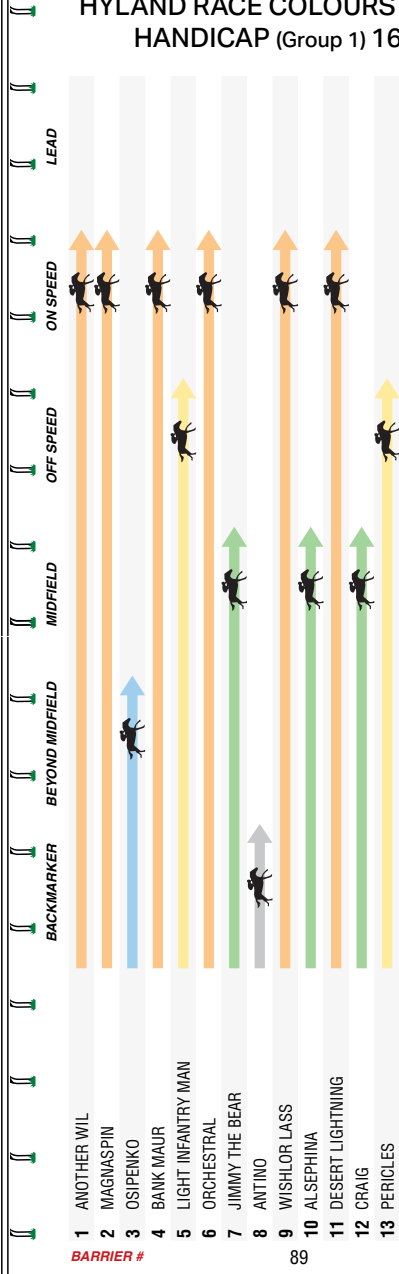 HYLAND RACE COLOURS
HANDICAP (Group 1) 16
LEAD
ON SPEED
OFF SPEED
MIDFIELD
BEYOND MIDFIELD
BACKMARKER
1 ANOTHER WIL
2 MAGNASPIN
3 OSIPENKO
4 BANK MAUR
5 LIGHT INFANTRY MAN
6 ORCHESTRAL
7 JIMMY THE BEAR
8 ANTINO
9 WISHLOR LASS
10 ALSEPHINA
11 DESERT LIGHTNING
12 CRAIG
13 PERICLES
BARRIER #
89